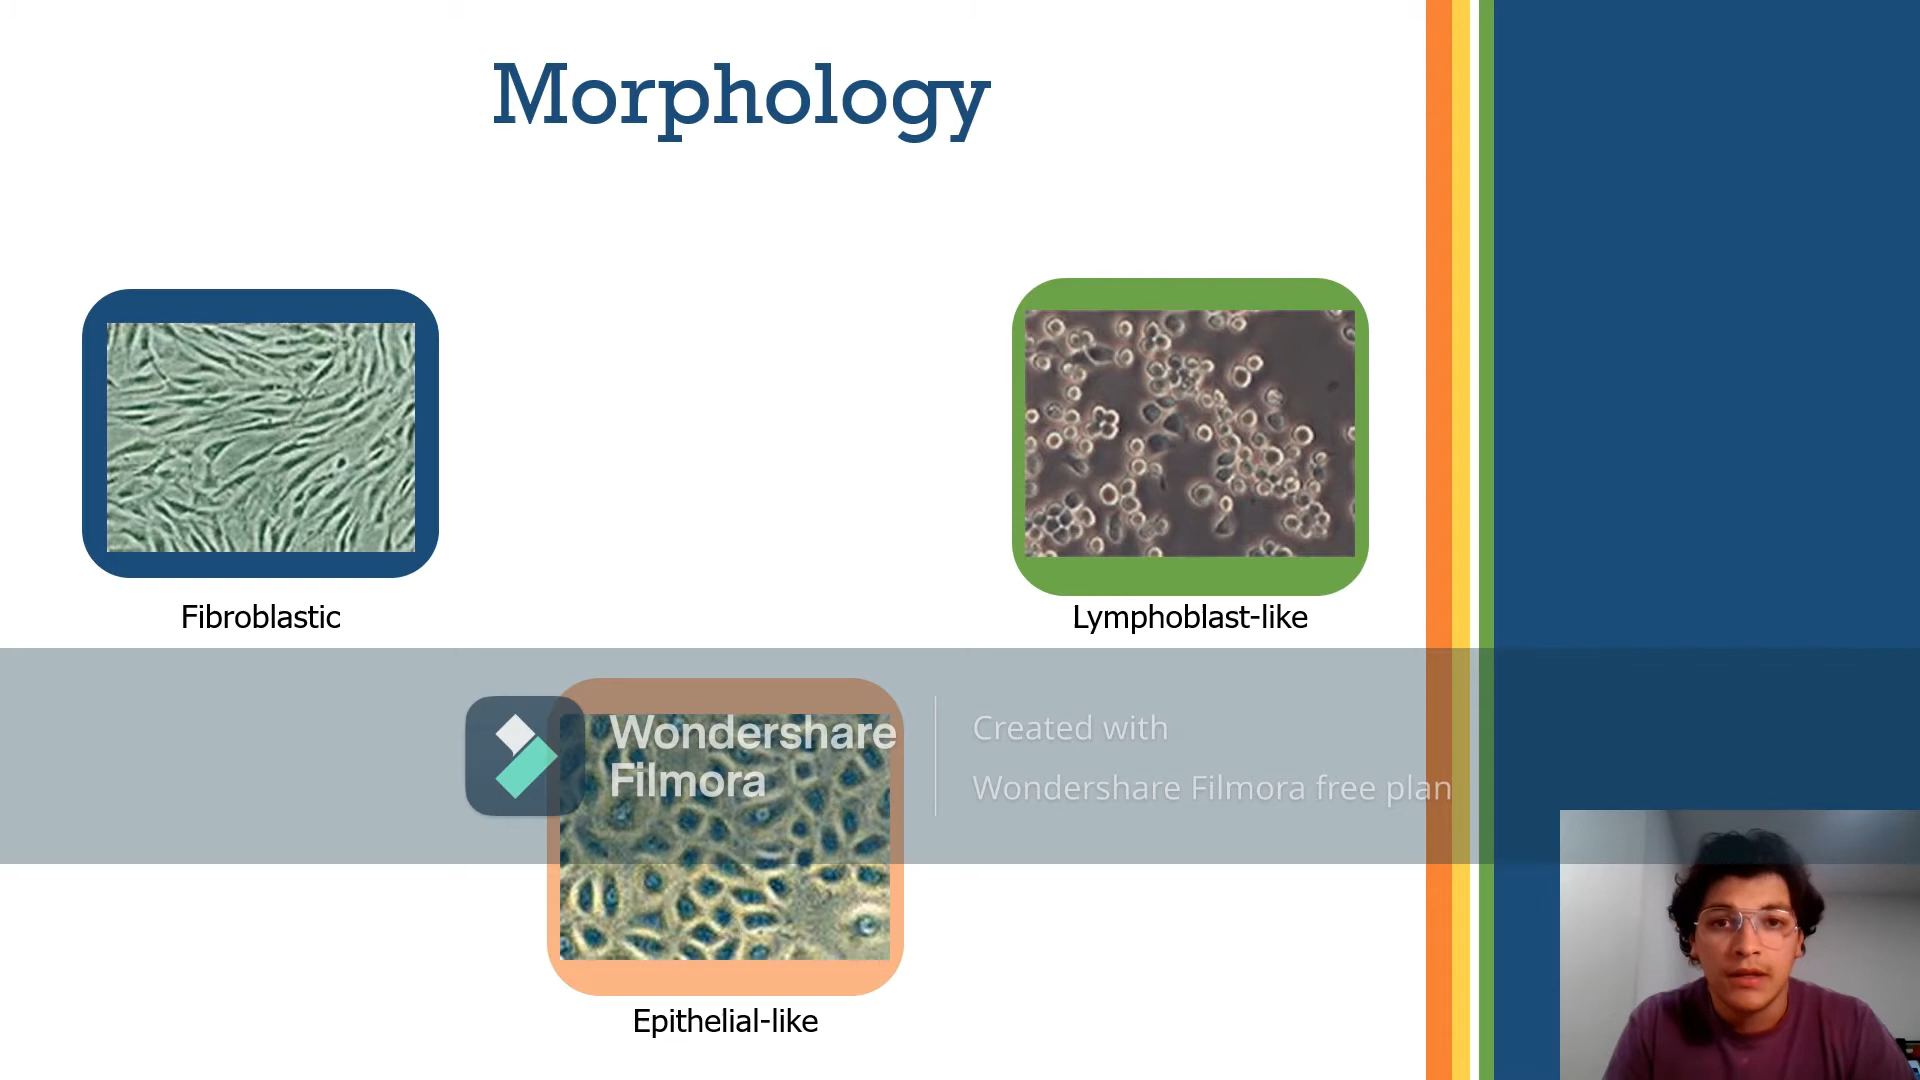 Morphology
Fibroblastic
Lymphoblast-like
Wondershare
Filmora
Created with
Wondershare Filmora free plan
Epithelial-like